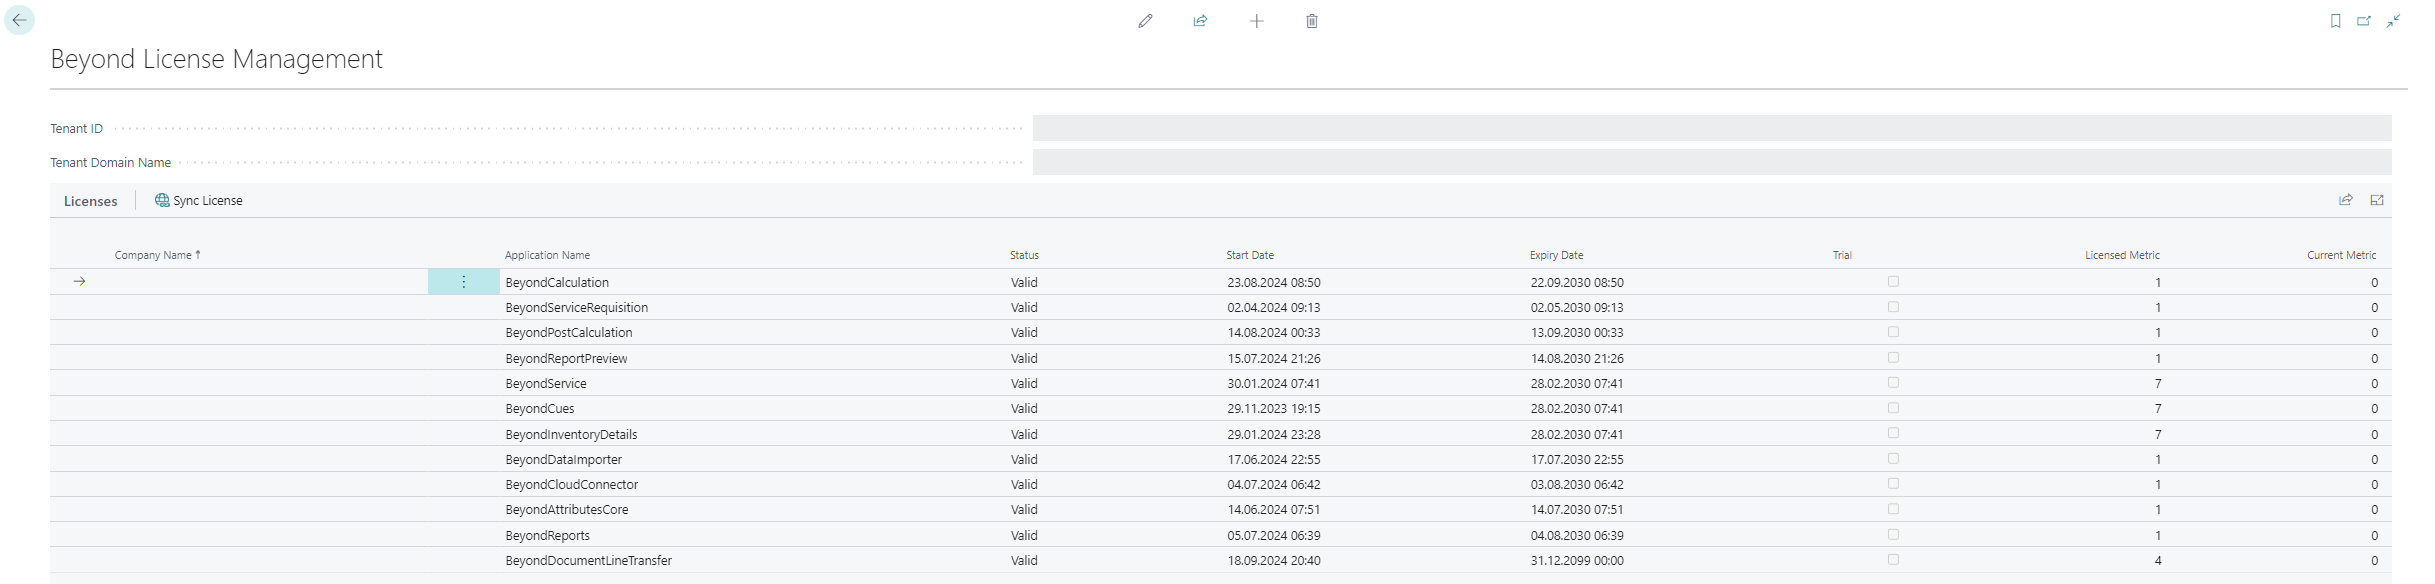 Beyond License Management
Tenant ID
Tenant Domain Name
Licenses Sync License
Company Name ↑ Application Name Status Start Date Expiry Date Trial Licensed Metric Current Metric
BeyondCalculation Valid 23.08.2024 08:50 22.09.2030 08:50 1 0
BeyondServiceRequisition Valid 02.04.2024 09:13 02.05.2030 09:13 1 0
BeyondPostCalculation Valid 14.08.2024 00:33 13.09.2030 00:33 1 0
BeyondReportPreview Valid 15.07.2024 21:26 14.08.2030 21:26 1 0
BeyondService Valid 30.01.2024 07:41 28.02.2030 07:41 7 0
BeyondCues Valid 29.11.2023 19:15 28.02.2030 07:41 7 0
BeyondInventoryDetails Valid 29.01.2024 23:28 28.02.2030 07:41 7 0
BeyondDataImporter Valid 17.06.2024 22:55 17.07.2030 22:55 1 0
BeyondCloudConnector Valid 04.07.2024 06:42 03.08.2030 06:42 1 0
BeyondAttributesCore Valid 14.06.2024 07:51 14.07.2030 07:51 1 0
BeyondReports Valid 05.07.2024 06:39 04.08.2030 06:39 1 0
BeyondDocumentLineTransfer Valid 18.09.2024 20:40 31.12.2099 00:00 4 0